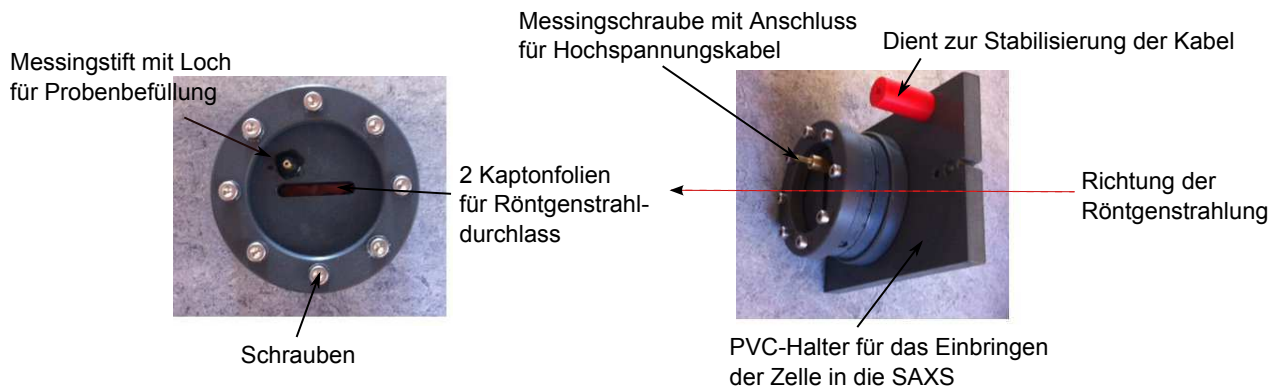 Messingstift mit Loch
für Probenbefüllung
2 Kaptonfolien
für Röntgenstrahl-
durchlass
Schrauben
Messingschraube mit Anschluss
für Hochspannungskabel
Dient zur Stabilisierung der Kabel
Richtung der
Röntgenstrahlung
PVC-Halter für das Einbringen
der Zelle in die SAXS